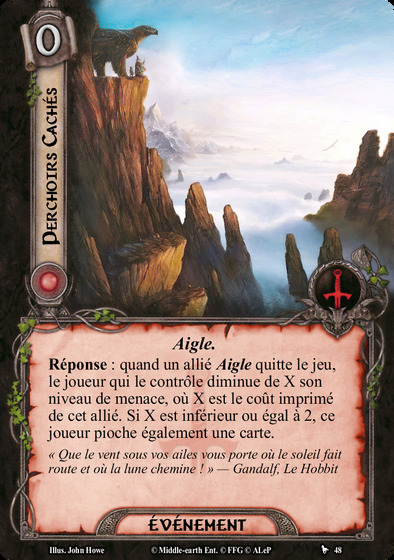 0
PERCHOIRS CACHÉS
Aigle.
Réponse : quand un allié Aigle quitte le jeu,
le joueur qui le contrôle diminue de X son
niveau de menace, où X est le coût imprimé
de cet allié. Si X est inférieur ou égal à 2, ce
joueur pioche également une carte.
« Que le vent sous vos ailes vous porte où le soleil fait
route et où la lune chemine ! » — Gandalf, Le Hobbit
ÉVÉNEMENT
Illus. John Howe © Middle-earth Ent. © FFG © ALeP 48